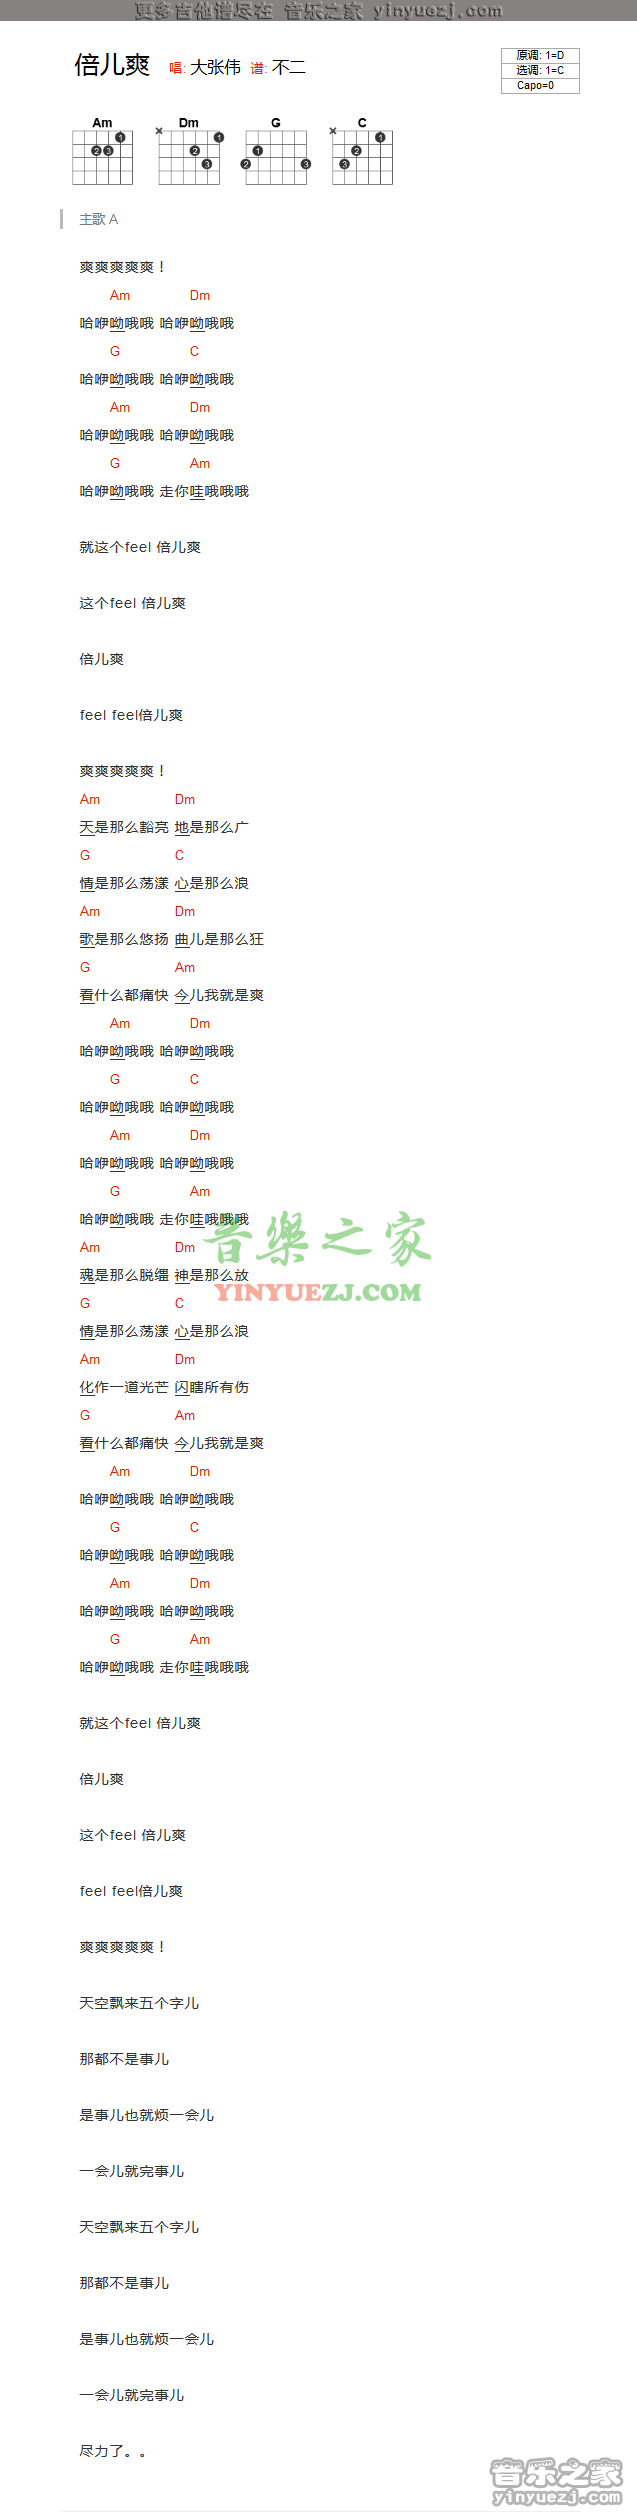 更多吉他谱尽在 音乐之家 yinyuezj.com
倍儿爽 唱: 大张伟 谱: 不二
原调: 1=D
选调: 1=C
Capo=0
Am Dm G C
1 2 3 × 1 2 3 1 2 3 × 1 2 3
主歌 A
爽爽爽爽爽！
Am Dm
哈咿呦哦哦 哈咿呦哦哦
G C
哈咿呦哦哦 哈咿呦哦哦
Am Dm
哈咿呦哦哦 哈咿呦哦哦
G Am
哈咿呦哦哦 走你哇哦哦哦
就这个feel 倍儿爽
这个feel 倍儿爽
倍儿爽
feel feel倍儿爽
爽爽爽爽爽！
Am Dm
天是那么豁亮 地是那么广
G C
情是那么荡漾 心是那么浪
Am Dm
歌是那么悠扬 曲儿是那么狂
G Am
看什么都痛快 今儿我就是爽
Am Dm
哈咿呦哦哦 哈咿呦哦哦
G C
哈咿呦哦哦 哈咿呦哦哦
Am Dm
哈咿呦哦哦 哈咿呦哦哦
G Am
哈咿呦哦哦 走你哇哦哦哦
音樂之家
Am Dm
魂是那么脱缰 神是那么放
YINYUEZJ.COM
G C
情是那么荡漾 心是那么浪
Am Dm
化作一道光芒 闪瞎所有伤
G Am
看什么都痛快 今儿我就是爽
Am Dm
哈咿呦哦哦 哈咿呦哦哦
G C
哈咿呦哦哦 哈咿呦哦哦
Am Dm
哈咿呦哦哦 哈咿呦哦哦
G Am
哈咿呦哦哦 走你哇哦哦哦
就这个feel 倍儿爽
倍儿爽
这个feel 倍儿爽
feel feel倍儿爽
爽爽爽爽爽！
天空飘来五个字儿
那都不是事儿
是事儿也就烦一会儿
一会儿就完事儿
天空飘来五个字儿
那都不是事儿
是事儿也就烦一会儿
一会儿就完事儿
尽力了。。
音乐之家
yinyuezj.com